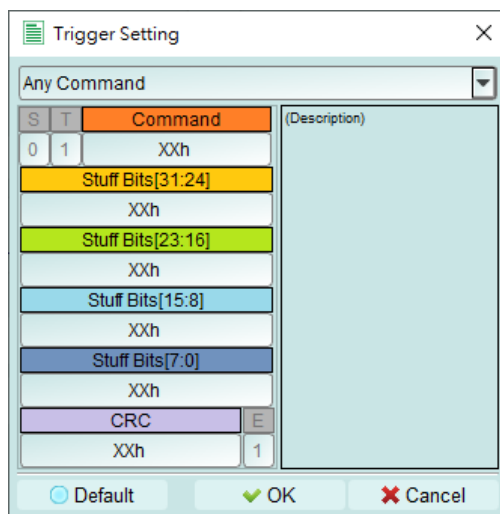 Trigger Setting
Any Command
S T Command
0 1 XXh
(Description)
Stuff Bits[31:24]
XXh
Stuff Bits[23:16]
XXh
Stuff Bits[15:8]
XXh
Stuff Bits[7:0]
XXh
CRC E
XXh 1
Default OK Cancel